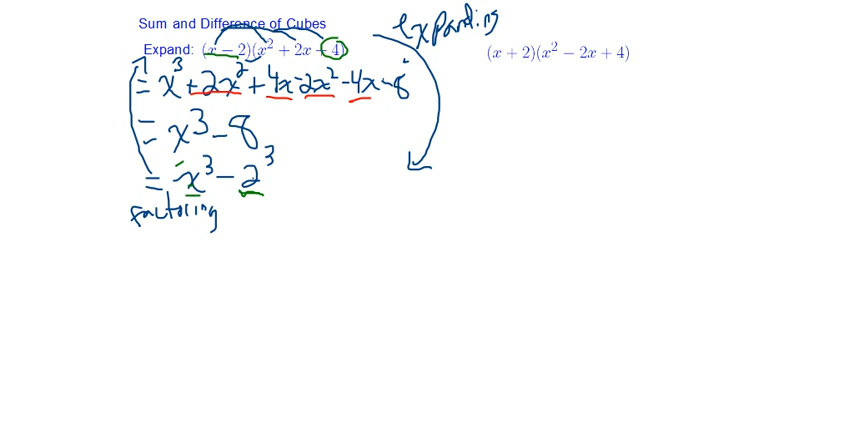 Sum and Difference of Cubes
expanding
Expand: (x − 2)(x² + 2x + 4)
(x + 2)(x² − 2x + 4)
= x³ + 2x² + 4x - 2x² - 4x - 8
= x³ - 8
= x³ - 2³
factoring